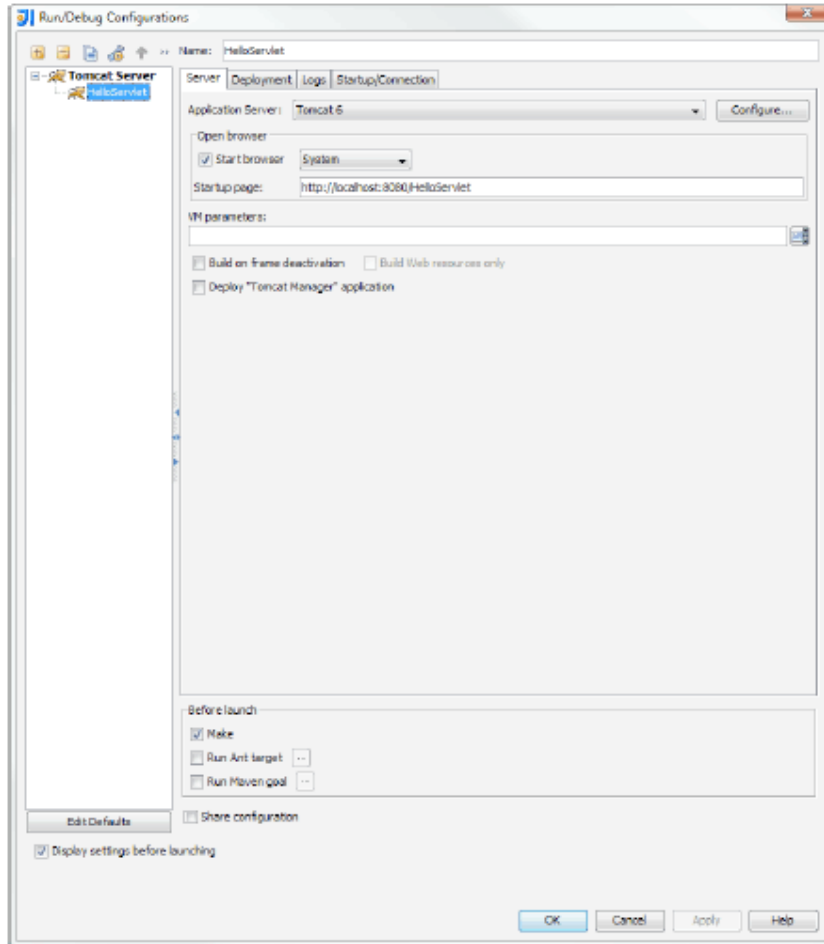 Run/Debug Configurations
Name: HelloServlet
Tomcat Server
HelloServlet
Server Deployment Logs Startup/Connection
Application Server: Tomcat 6 Configure...
Open browser
Start browser System
Startup page: http://localhost:8080/HelloServlet
VM parameters:
Build on frame deactivation Build Web resources only
Deploy "Tomcat Manager" application
Before launch
Make
Run Ant target ...
Run Maven goal ...
Edit Defaults
Share configuration
Display settings before launching
OK Cancel Apply Help